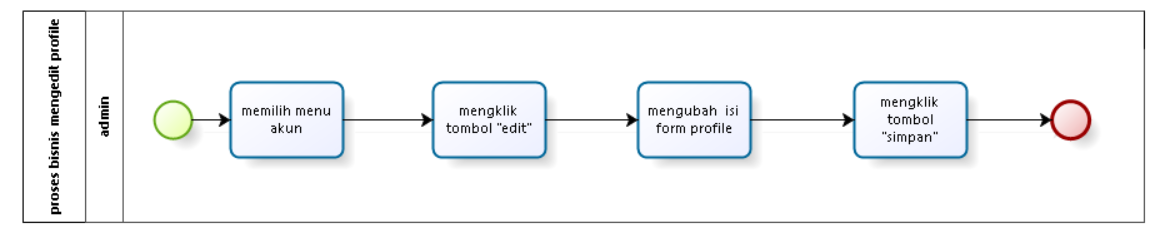 proses bisnis mengedit profile
admin
memilih menu
akun
mengklik
tombol "edit"
mengubah isi
form profile
mengklik
tombol
"simpan"